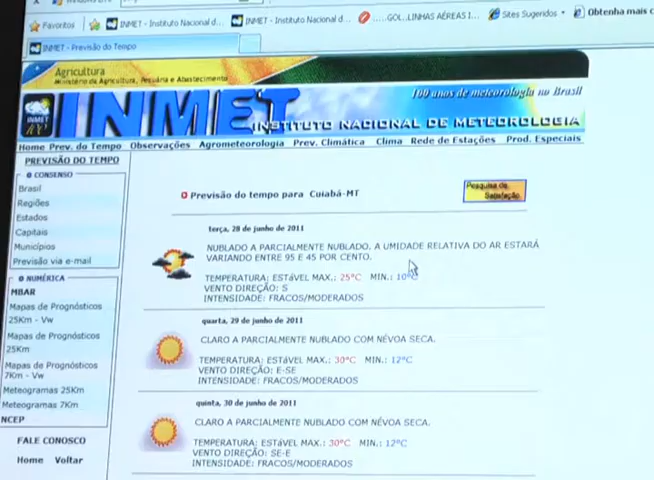 Favoritos
INMET - Instituto Nacional d...
INMET - Instituto Nacional d...
.....GOL..LINHAS AÉREAS I...
Sites Sugeridos
Obtenha mais c
INMET - Previsão do Tempo
Agricultura
Ministério da Agricultura, Pecuária e Abastecimento
100 anos de meteorologia no Brasil
INMET
100
INMET
INSTITUTO NACIONAL DE METEOROLOGIA
Home Prev. do Tempo Observações Agrometeorologia Prev. Climática Clima Rede de Estações Prod. Especiais
PREVISÃO DO TEMPO
CONSENSO
Brasil
Regiões
Estados
Capitais
Municípios
Previsão via e-mail
NUMÉRICA
MBAR
Mapas de Prognósticos
25Km - Vw
Mapas de Prognósticos
25Km
Mapas de Prognósticos
7Km - Vw
Meteogramas 25Km
Meteogramas 7Km
NCEP
FALE CONOSCO
Home Voltar
Previsão do tempo para Cuiabá-MT
Pesquisa de
Satisfação
terça, 28 de junho de 2011
NUBLADO A PARCIALMENTE NUBLADO. A UMIDADE RELATIVA DO AR ESTARÁ
VARIANDO ENTRE 95 E 45 POR CENTO.
TEMPERATURA: ESTáVEL MAX.: 25°C MIN.: 10°C
VENTO DIREÇÃO: S
INTENSIDADE: FRACOS/MODERADOS
quarta, 29 de junho de 2011
CLARO A PARCIALMENTE NUBLADO COM NÉVOA SECA.
TEMPERATURA: ESTáVEL MAX.: 30°C MIN.: 12°C
VENTO DIREÇÃO: E-SE
INTENSIDADE: FRACOS/MODERADOS
quinta, 30 de junho de 2011
CLARO A PARCIALMENTE NUBLADO COM NÉVOA SECA.
TEMPERATURA: ESTáVEL MAX.: 30°C MIN.: 12°C
VENTO DIREÇÃO: SE-E
INTENSIDADE: FRACOS/MODERADOS